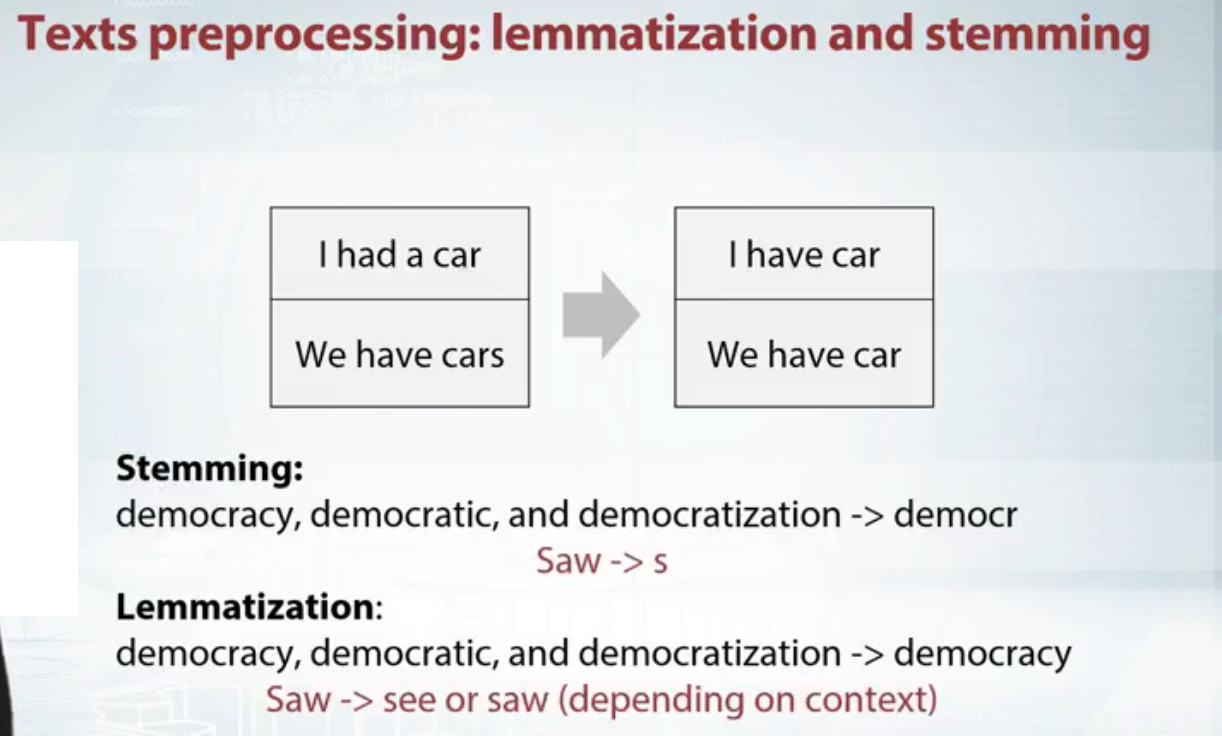 Texts preprocessing: lemmatization and stemming
I had a car
I have car
We have cars
We have car
Stemming:
democracy, democratic, and democratization -> democr
Saw -> s
Lemmatization:
democracy, democratic, and democratization -> democracy
Saw -> see or saw (depending on context)